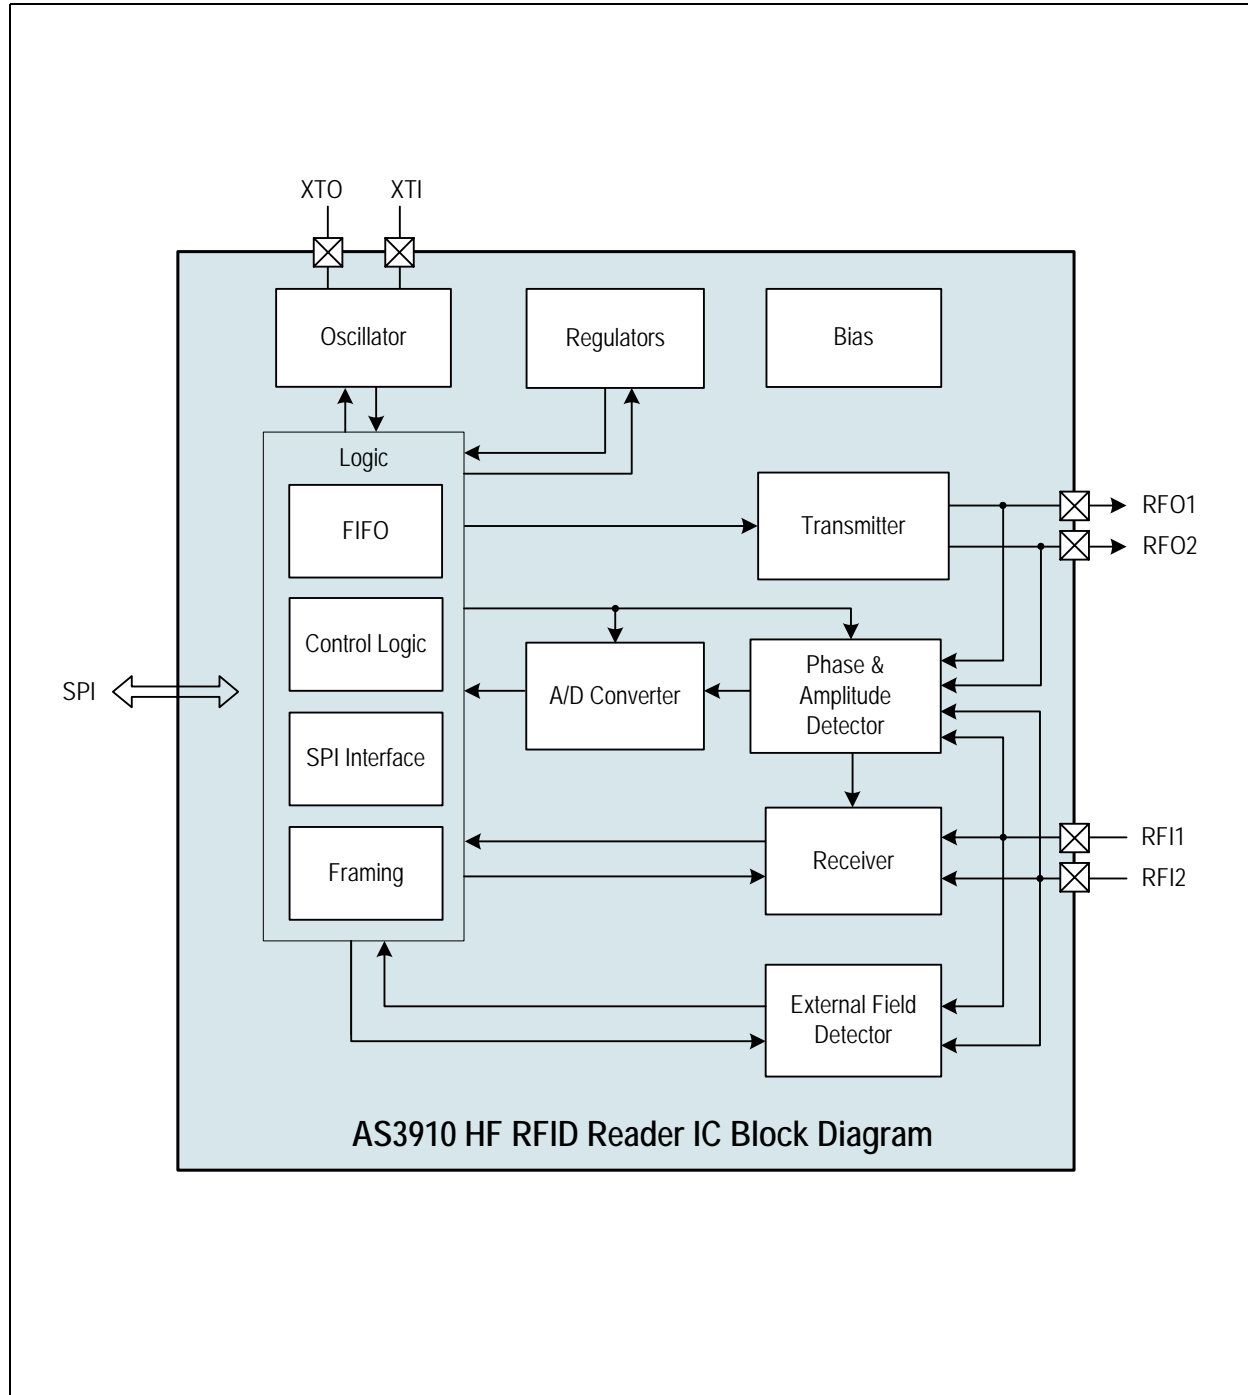 XTO
XTI
Oscillator
Regulators
Bias
Logic
FIFO
Control Logic
SPI Interface
Framing
SPI
Transmitter
A/D Converter
Phase &
Amplitude
Detector
Receiver
External Field
Detector
RFO1
RFO2
RFI1
RFI2
AS3910 HF RFID Reader IC Block Diagram